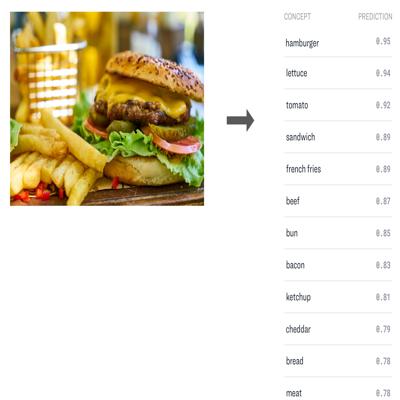 CONCEPT PREDICTION
hamburger 0.95
lettuce 0.94
tomato 0.92
sandwich 0.89
french fries 0.89
beef 0.87
bun 0.85
bacon 0.83
ketchup 0.81
cheddar 0.79
bread 0.78
meat 0.78